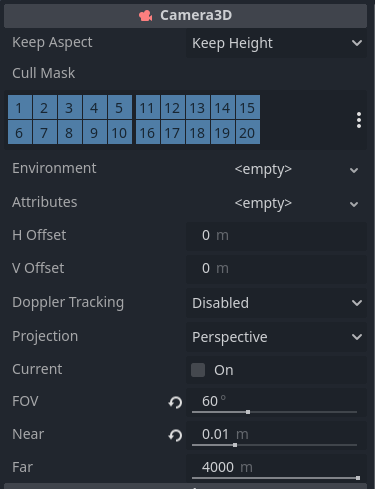 Camera3D
Keep Aspect Keep Height
Cull Mask
1 2 3 4 5 11 12 13 14 15
6 7 8 9 10 16 17 18 19 20
Environment <empty>
Attributes <empty>
H Offset 0 m
V Offset 0 m
Doppler Tracking Disabled
Projection Perspective
Current On
FOV 60 °
Near 0.01 m
Far 4000 m